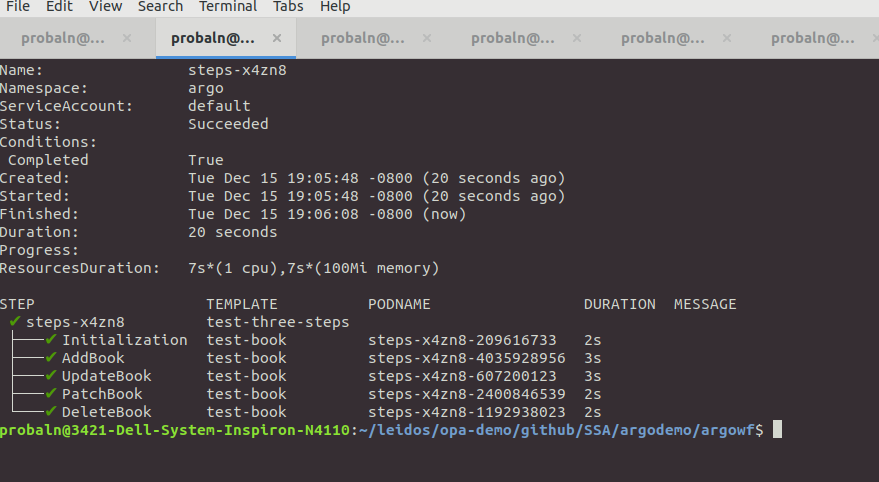 File Edit View Search Terminal Tabs Help
probaln@... × probaln@... × probaln@... × probaln@... × probaln@... × probaln@... ×
Name: steps-x4zn8
Namespace: argo
ServiceAccount: default
Status: Succeeded
Conditions:
Completed True
Created: Tue Dec 15 19:05:48 -0800 (20 seconds ago)
Started: Tue Dec 15 19:05:48 -0800 (20 seconds ago)
Finished: Tue Dec 15 19:06:08 -0800 (now)
Duration: 20 seconds
Progress:
ResourcesDuration: 7s*(1 cpu),7s*(100Mi memory)
STEP TEMPLATE PODNAME DURATION MESSAGE
✔ steps-x4zn8 test-three-steps
├───✔ Initialization test-book steps-x4zn8-209616733 2s
├───✔ AddBook test-book steps-x4zn8-4035928956 3s
├───✔ UpdateBook test-book steps-x4zn8-607200123 3s
├───✔ PatchBook test-book steps-x4zn8-2400846539 2s
└───✔ DeleteBook test-book steps-x4zn8-1192938023 2s
probaln@3421-Dell-System-Inspiron-N4110:~/leidos/opa-demo/github/SSA/argodemo/argowf$